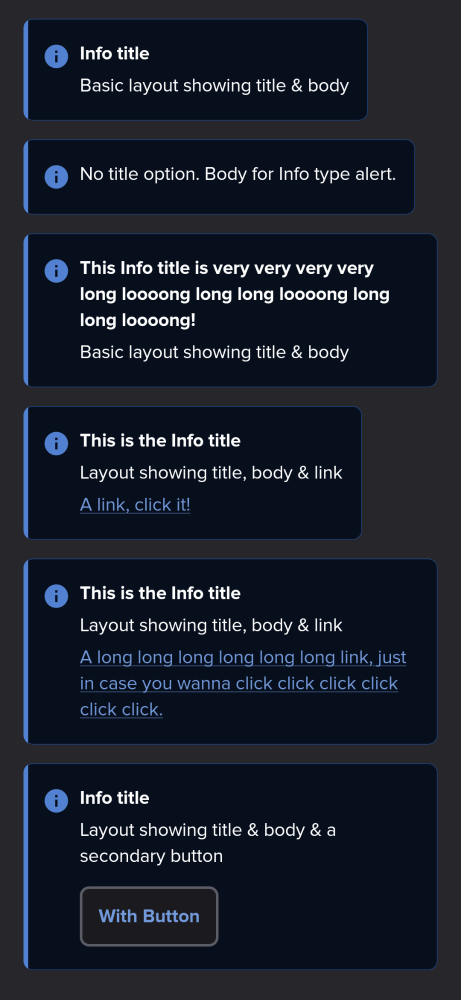 Info title
Basic layout showing title & body
No title option. Body for Info type alert.
This Info title is very very very very
long loooong long long loooong long
long loooong!
Basic layout showing title & body
This is the Info title
Layout showing title, body & link
A link, click it!
This is the Info title
Layout showing title, body & link
A long long long long long long link, just
in case you wanna click click click click
click click.
Info title
Layout showing title & body & a
secondary button
With Button